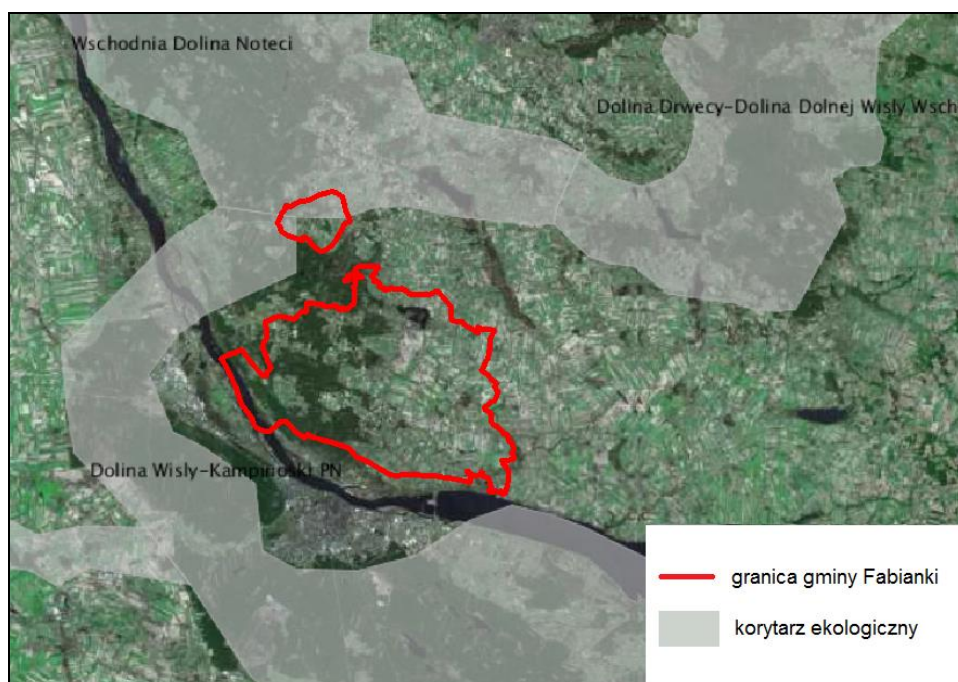 Wschodnia Dolina Noteci
Dolina Drwecy-Dolina Dolnej Wisly Wsch
Dolina Wisly-Kampinoski PN
granica gminy Fabianki
korytarz ekologiczny